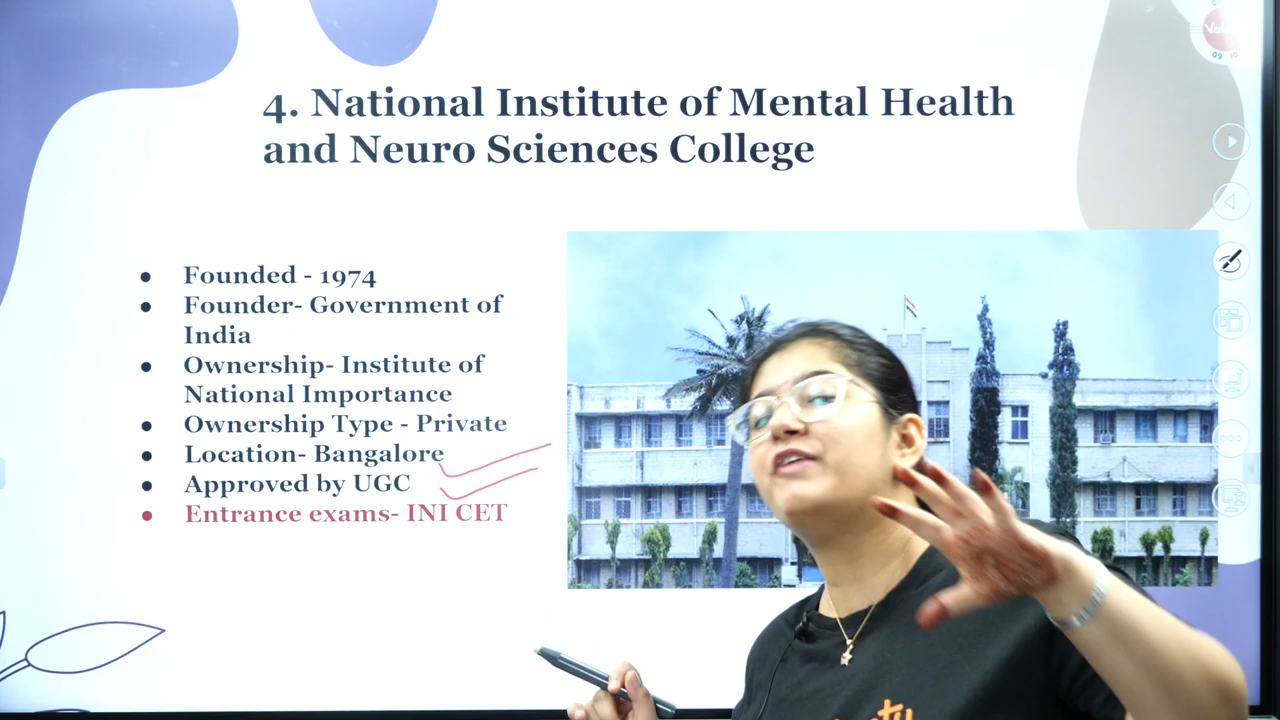 4. National Institute of Mental Health
and Neuro Sciences College
● Founded - 1974
● Founder- Government of
India
● Ownership- Institute of
National Importance
● Ownership Type - Private
● Location- Bangalore
● Approved by UGC
● Entrance exams- INI CET